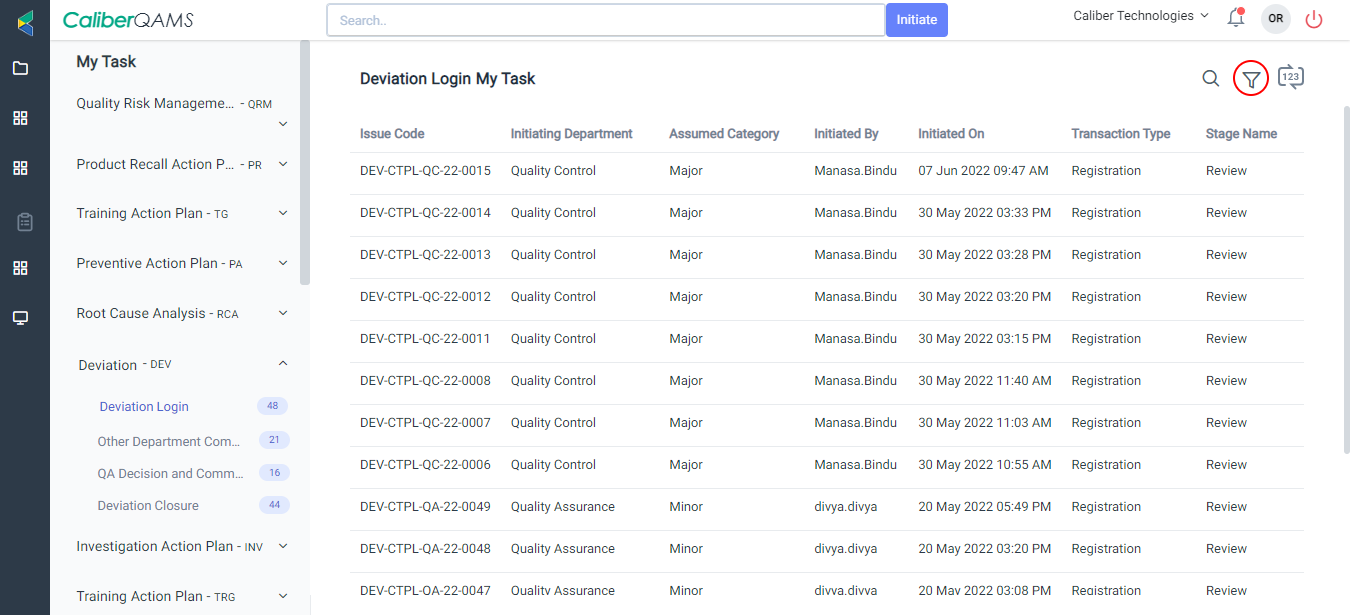 CaliberQAMS
Search..
Initiate
Caliber Technologies
OR
My Task
Quality Risk Manageme... - QRM
Product Recall Action P... - PR
Training Action Plan - TG
Preventive Action Plan - PA
Root Cause Analysis - RCA
Deviation - DEV
Deviation Login 48
Other Department Com... 21
QA Decision and Comm... 16
Deviation Closure 44
Investigation Action Plan - INV
Training Action Plan - TRG
Deviation Login My Task
123
Issue Code Initiating Department Assumed Category Initiated By Initiated On Transaction Type Stage Name
DEV-CTPL-QC-22-0015 Quality Control Major Manasa.Bindu 07 Jun 2022 09:47 AM Registration Review
DEV-CTPL-QC-22-0014 Quality Control Major Manasa.Bindu 30 May 2022 03:33 PM Registration Review
DEV-CTPL-QC-22-0013 Quality Control Major Manasa.Bindu 30 May 2022 03:28 PM Registration Review
DEV-CTPL-QC-22-0012 Quality Control Major Manasa.Bindu 30 May 2022 03:20 PM Registration Review
DEV-CTPL-QC-22-0011 Quality Control Major Manasa.Bindu 30 May 2022 03:15 PM Registration Review
DEV-CTPL-QC-22-0008 Quality Control Major Manasa.Bindu 30 May 2022 11:40 AM Registration Review
DEV-CTPL-QC-22-0007 Quality Control Major Manasa.Bindu 30 May 2022 11:03 AM Registration Review
DEV-CTPL-QC-22-0006 Quality Control Major Manasa.Bindu 30 May 2022 10:55 AM Registration Review
DEV-CTPL-QA-22-0049 Quality Assurance Minor divya.divya 20 May 2022 05:49 PM Registration Review
DEV-CTPL-QA-22-0048 Quality Assurance Minor divya.divya 20 May 2022 03:20 PM Registration Review
DEV-CTPL-QA-22-0047 Quality Assurance Minor divya.divya 20 May 2022 03:08 PM Registration Review